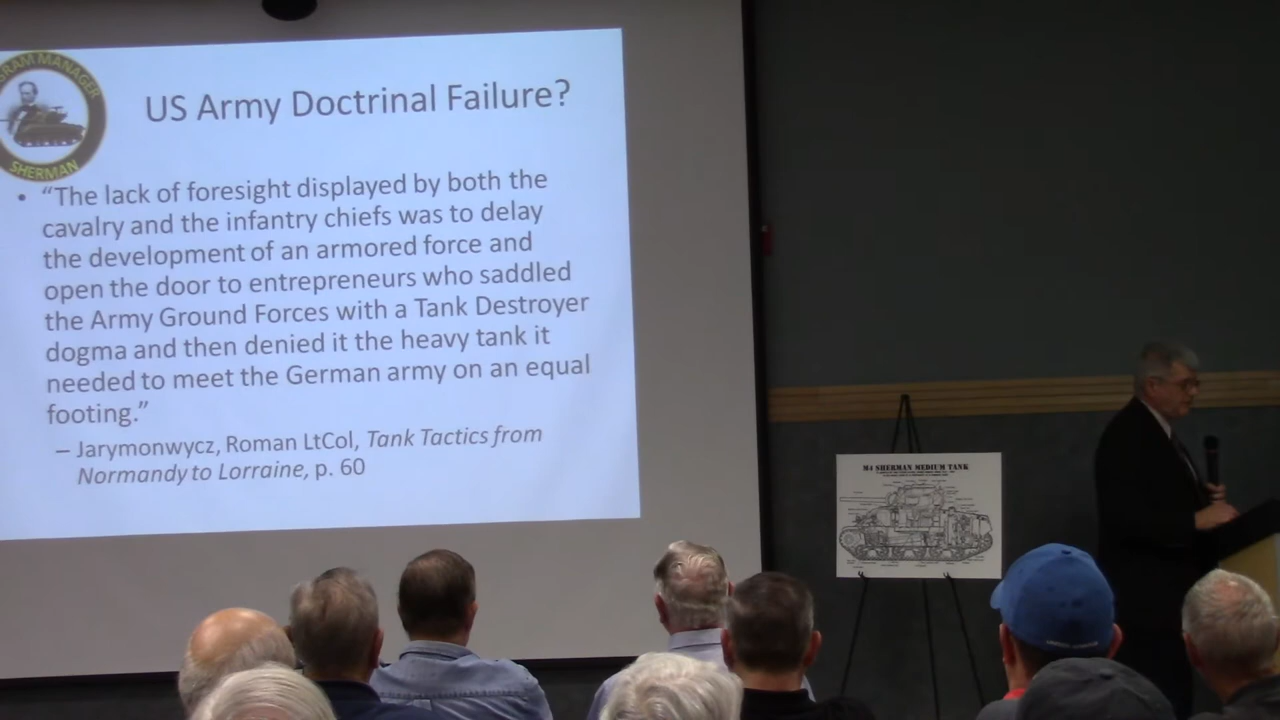 GRAM MANAGER
SHERMAN
US Army Doctrinal Failure?
• “The lack of foresight displayed by both the
cavalry and the infantry chiefs was to delay
the development of an armored force and
open the door to entrepreneurs who saddled
the Army Ground Forces with a Tank Destroyer
dogma and then denied it the heavy tank it
needed to meet the German army on an equal
footing.”
– Jarymonwycz, Roman LtCol, Tank Tactics from
Normandy to Lorraine, p. 60
M4 SHERMAN MEDIUM TANK